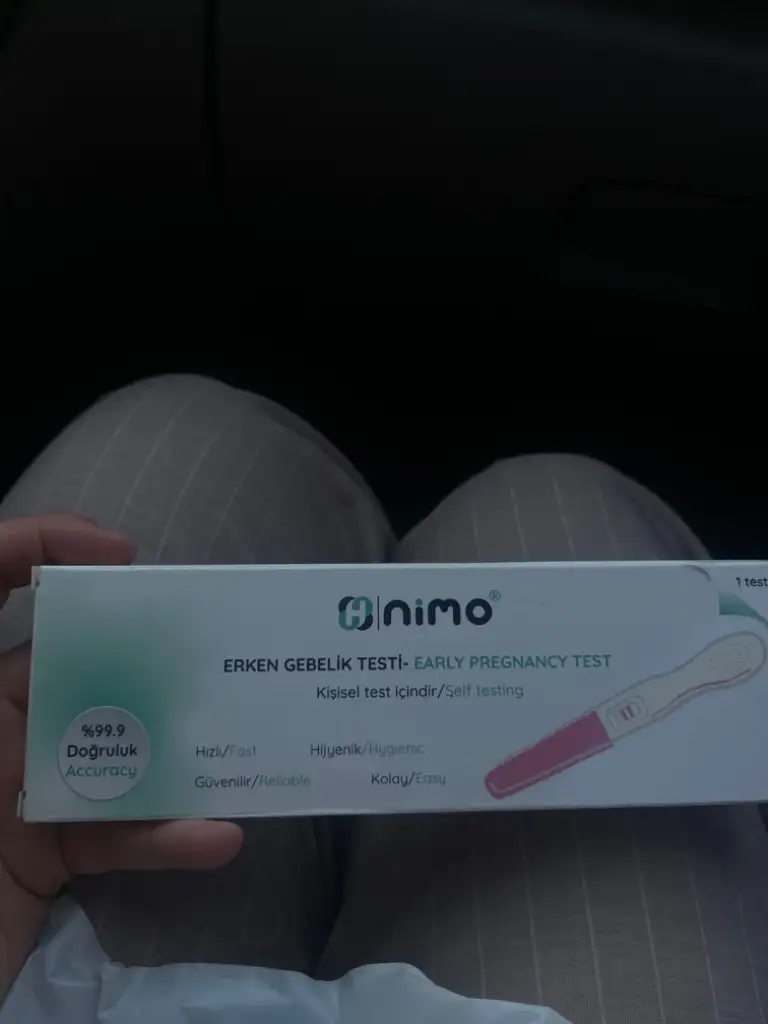 nimo®
1 test
ERKEN GEBELİK TESTİ- EARLY PREGNANCY TEST
Kişisel test içindir/Self testing
%99.9
Doğruluk
Accuracy
Hızlı/Fast Hijyenik/Hygienic
Güvenilir/Reliable Kolay/Easy